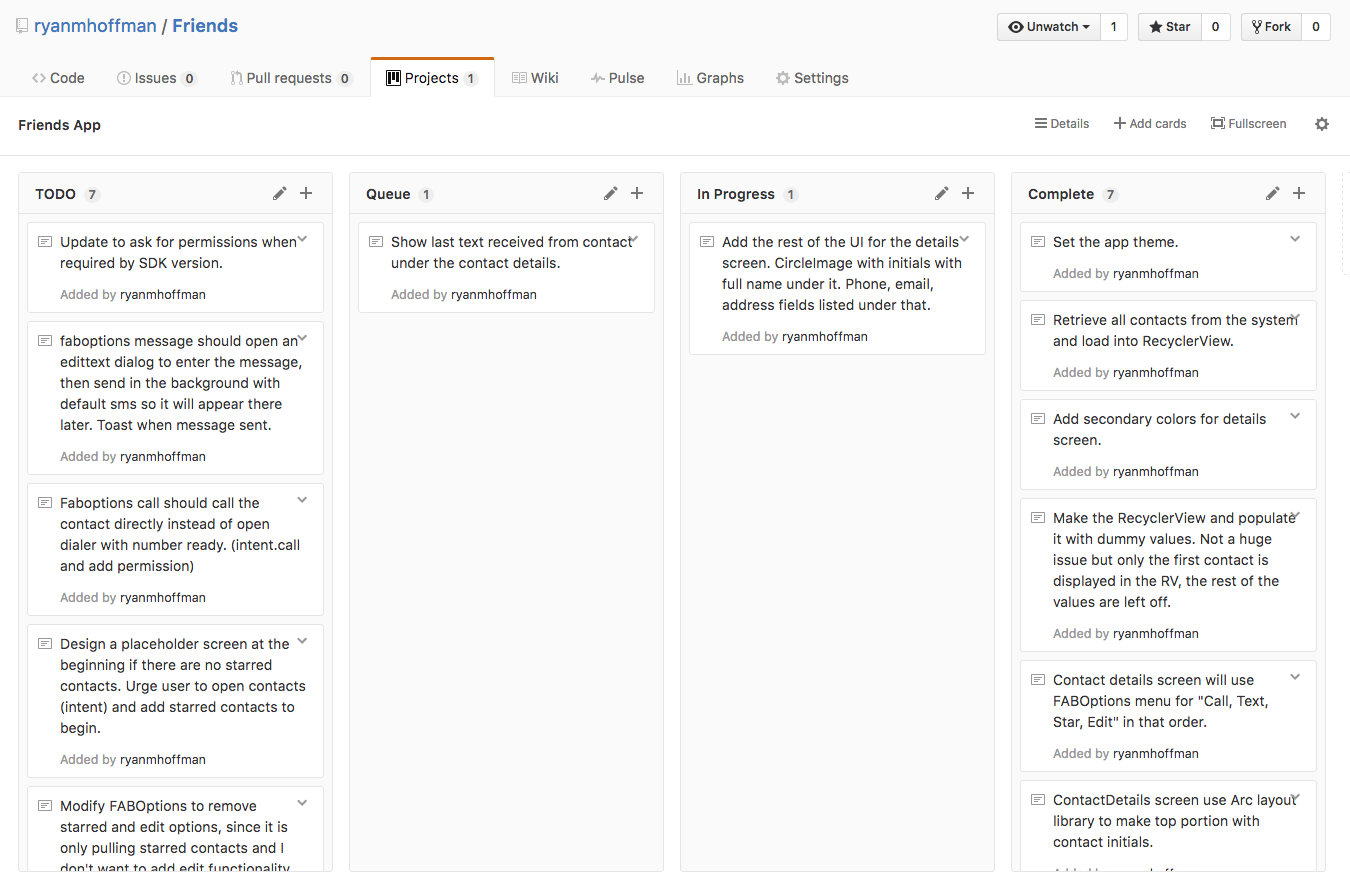 ryanmhoffman / Friends
Unwatch 1
Star 0
Fork 0
Code
Issues 0
Pull requests 0
Projects 1
Wiki
Pulse
Graphs
Settings
Friends App
Details
Add cards
Fullscreen
TODO 7
Update to ask for permissions when
required by SDK version.
Added by ryanmhoffman
faboptions message should open an
edittext dialog to enter the message,
then send in the background with
default sms so it will appear there
later. Toast when message sent.
Added by ryanmhoffman
Faboptions call should call the
contact directly instead of open
dialer with number ready. (intent.call
and add permission)
Added by ryanmhoffman
Design a placeholder screen at the
beginning if there are no starred
contacts. Urge user to open contacts
(intent) and add starred contacts to
begin.
Added by ryanmhoffman
Modify FABOptions to remove
starred and edit options, since it is
only pulling starred contacts and I
don't want to add edit functionality
Queue 1
Show last text received from contact
under the contact details.
Added by ryanmhoffman
In Progress 1
Add the rest of the UI for the details
screen. CircleImage with initials with
full name under it. Phone, email,
address fields listed under that.
Added by ryanmhoffman
Complete 7
Set the app theme.
Added by ryanmhoffman
Retrieve all contacts from the system
and load into RecyclerView.
Added by ryanmhoffman
Add secondary colors for details
screen.
Added by ryanmhoffman
Make the RecyclerView and populate
it with dummy values. Not a huge
issue but only the first contact is
displayed in the RV, the rest of the
values are left off.
Added by ryanmhoffman
Contact details screen will use
FABOptions menu for "Call, Text,
Star, Edit" in that order.
Added by ryanmhoffman
ContactDetails screen use Arc layout
library to make top portion with
contact initials.